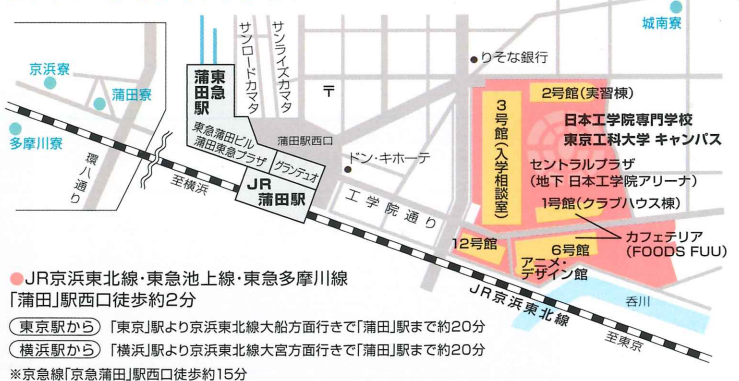 城南寮
京浜寮
蒲田寮
多摩川寮
環八通り
至横浜
東急
蒲田駅
サンロードカマタ
サンライズカマタ
〒
りそな銀行
東急蒲田ビル
蒲田東急プラザ
グランデュオ
蒲田駅西口
JR
蒲田駅
ドン・キホーテ
工学院通り
3号館(入学相談室)
2号館(実習棟)
日本工学院専門学校
東京工科大学 キャンパス
セントラルプラザ
(地下 日本工学院アリーナ)
1号館(クラブハウス棟)
カフェテリア
(FOODS FUU)
12号館
6号館
アニメ・
デザイン館
呑川
JR京浜東北線
至東京
●JR京浜東北線・東急池上線・東急多摩川線
「蒲田」駅西口徒歩約2分
東京駅から 「東京」駅より京浜東北線大船方面行きで「蒲田」駅まで約20分
横浜駅から 「横浜」駅より京浜東北線大宮方面行きで「蒲田」駅まで約20分
※京急線「京急蒲田」駅西口徒歩約15分